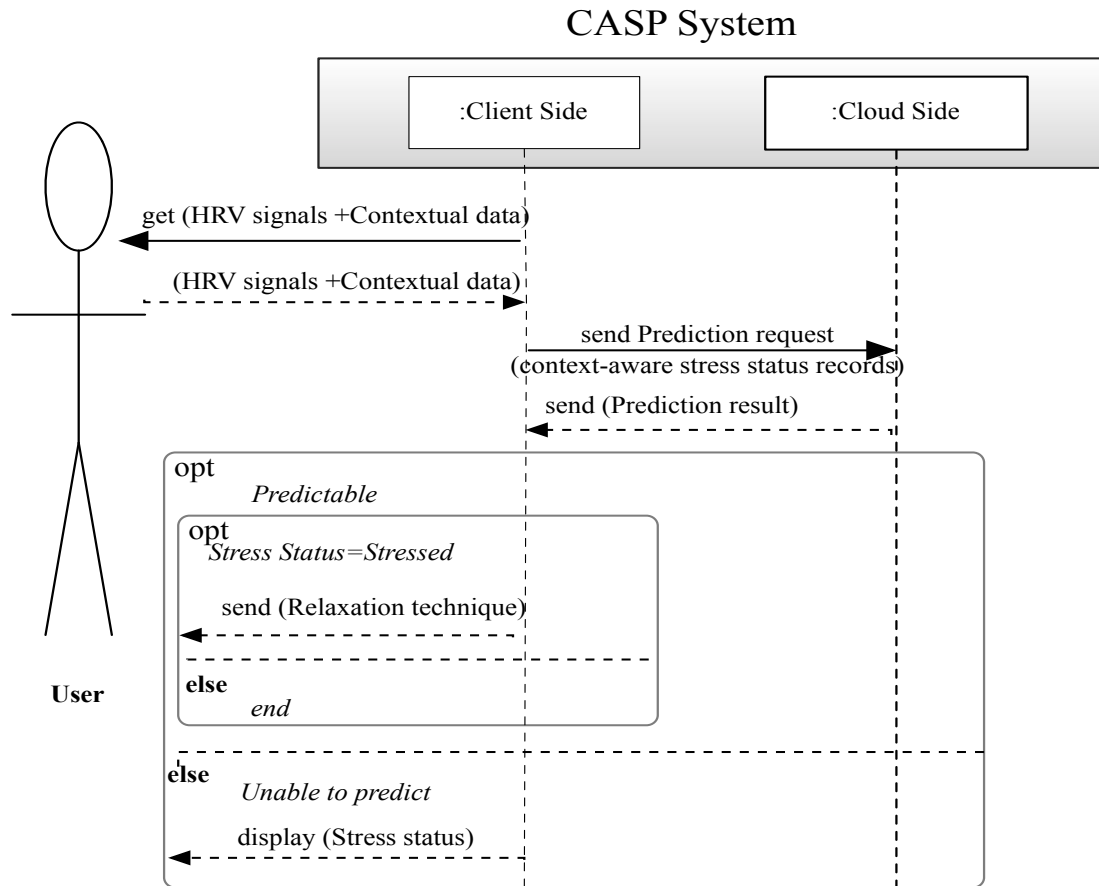 CASP System
:Client Side
:Cloud Side
get (HRV signals +Contextual data)
(HRV signals +Contextual data)
send Prediction request
(context-aware stress status records)
send (Prediction result)
opt
Predictable
opt
Stress Status=Stressed
send (Relaxation technique)
else
end
User
else
Unable to predict
display (Stress status)